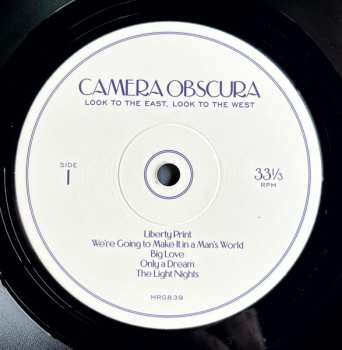 CAMERA OBSCURA
LOOK TO THE EAST, LOOK TO THE WEST
SIDE
1
33⅓
RPM
Liberty Print
We're Going to Make It in a Man's World
Big Love
Only a Dream
The Light Nights
MRG839